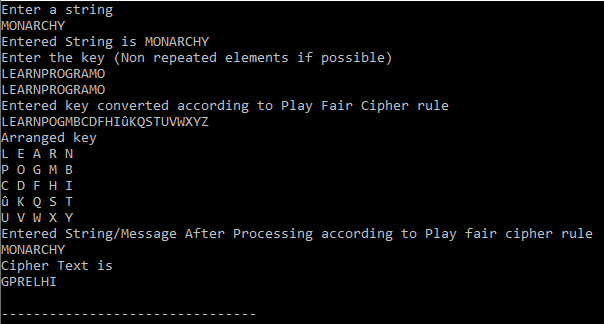 Enter a string
MONARCHY
Entered String is MONARCHY
Enter the key (Non repeated elements if possible)
LEARNPROGRAMO
LEARNPROGRAMO
Entered key converted according to Play Fair Cipher rule
LEARNPOGMBCDFHIûKQSTUVWXYZ
Arranged key
L E A R N
P O G M B
C D F H I
û K Q S T
U V W X Y
Entered String/Message After Processing according to Play fair cipher rule
MONARCHY
Cipher Text is
GPRELHI
--------------------------------